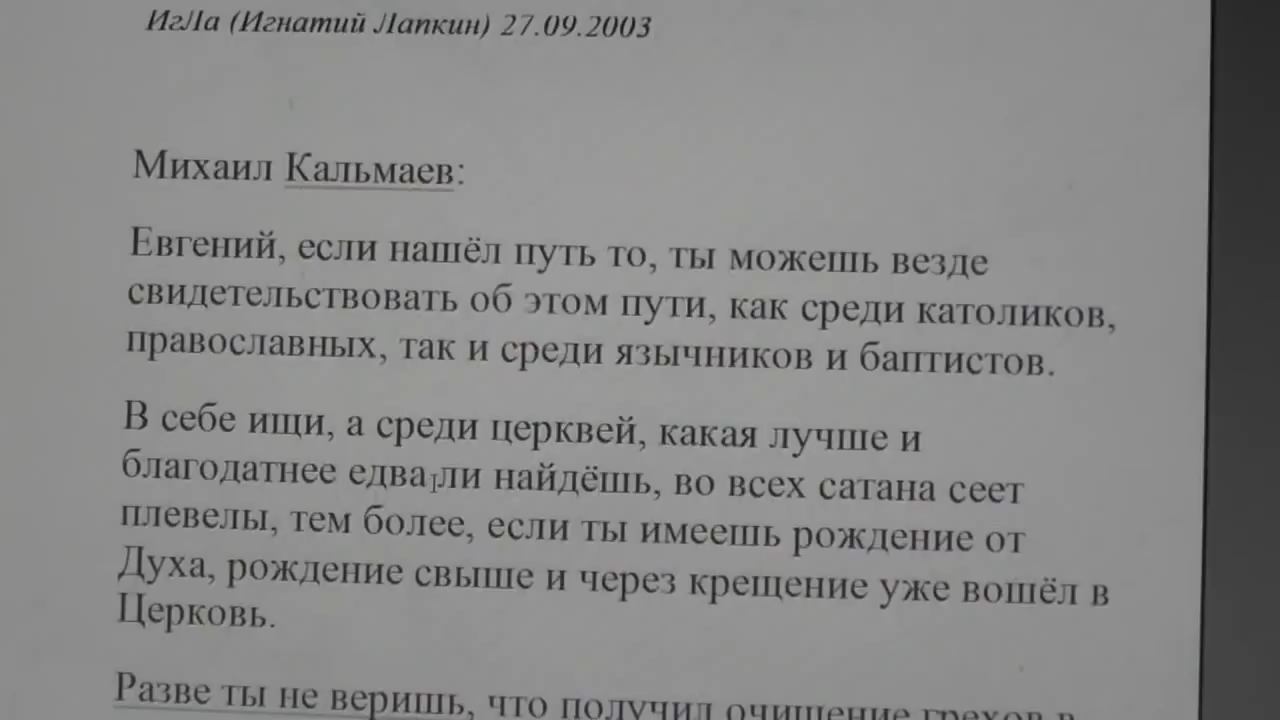 ИгЛа (Игнатий Лапкин) 27.09.2003
Михаил Кальмаев:
Евгений, если нашёл путь то, ты можешь везде
свидетельствовать об этом пути, как среди католиков,
православных, так и среди язычников и баптистов.
В себе ищи, а среди церквей, какая лучше и
благодатнее едва ли найдёшь, во всех сатана сеет
плевелы, тем более, если ты имеешь рождение от
Духа, рождение свыше и через крещение уже вошёл в
Церковь.
Разве ты не веришь, что получил очищение грехов в